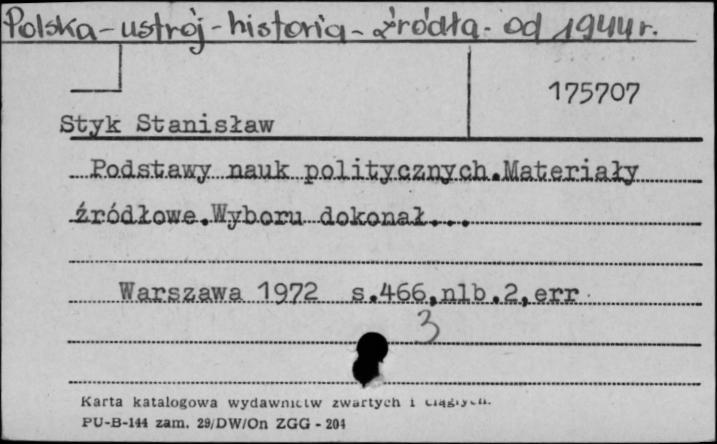 Polska - ustrój - historia - źródła - od 1944 r.
175707
Styk Stanisław
Podstawy nauk politycznych.Materiały
źródłowe.Wyboru dokonał...
Warszawa 1972 s.466,nlb.2,err.
3
Karta katalogowa wydawnictw zwartych i ciągłych.
PU-B-144 zam. 29/DW/On ZGG - 204